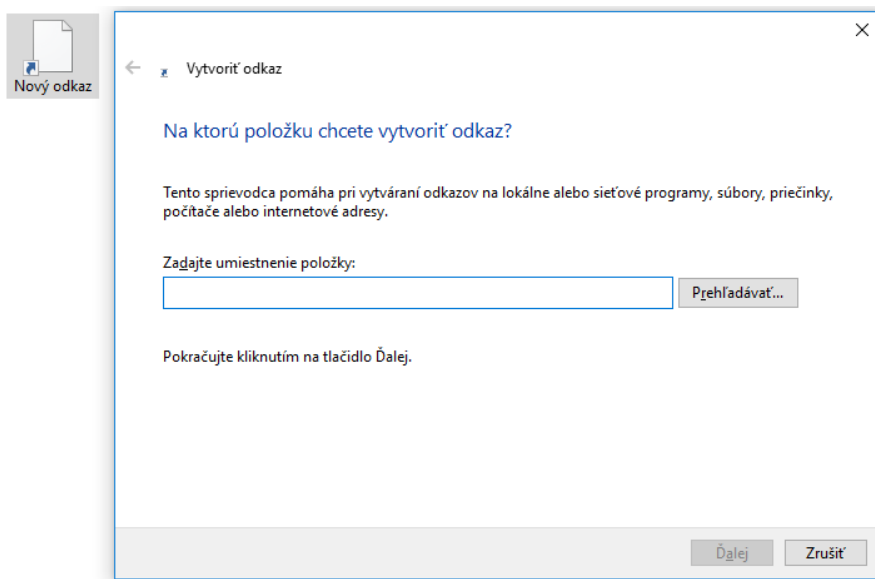 Nový odkaz
Vytvoriť odkaz
Na ktorú položku chcete vytvoriť odkaz?
Tento sprievodca pomáha pri vytváraní odkazov na lokálne alebo sieťové programy, súbory, priečinky,
počítače alebo internetové adresy.
Zadajte umiestnenie položky:
Prehľadávať...
Pokračujte kliknutím na tlačidlo Ďalej.
Ďalej Zrušiť